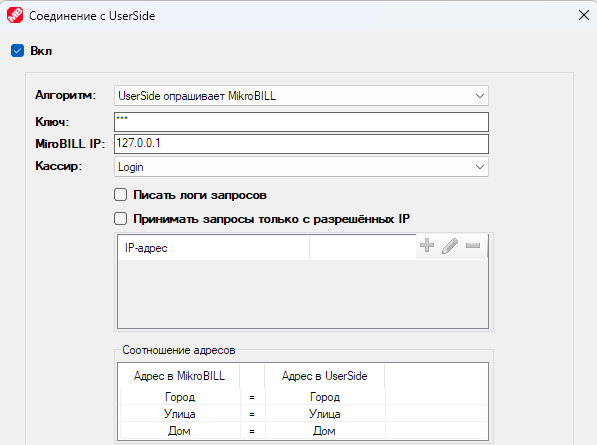 Соединение с UserSide
Вкл
Алгоритм: UserSide опрашивает MikroBILL
Ключ: ***
MiroBILL IP: 127.0.0.1
Кассир: Login
Писать логи запросов
Принимать запросы только с разрешённых IP
IP-адрес
Соотношение адресов
Адрес в MikroBILL Адрес в UserSide
Город = Город
Улица = Улица
Дом = Дом